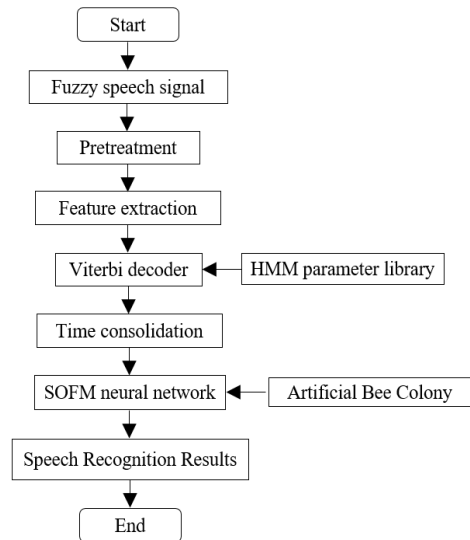 Start
Fuzzy speech signal
Pretreatment
Feature extraction
Viterbi decoder
HMM parameter library
Time consolidation
SOFM neural network
Artificial Bee Colony
Speech Recognition Results
End